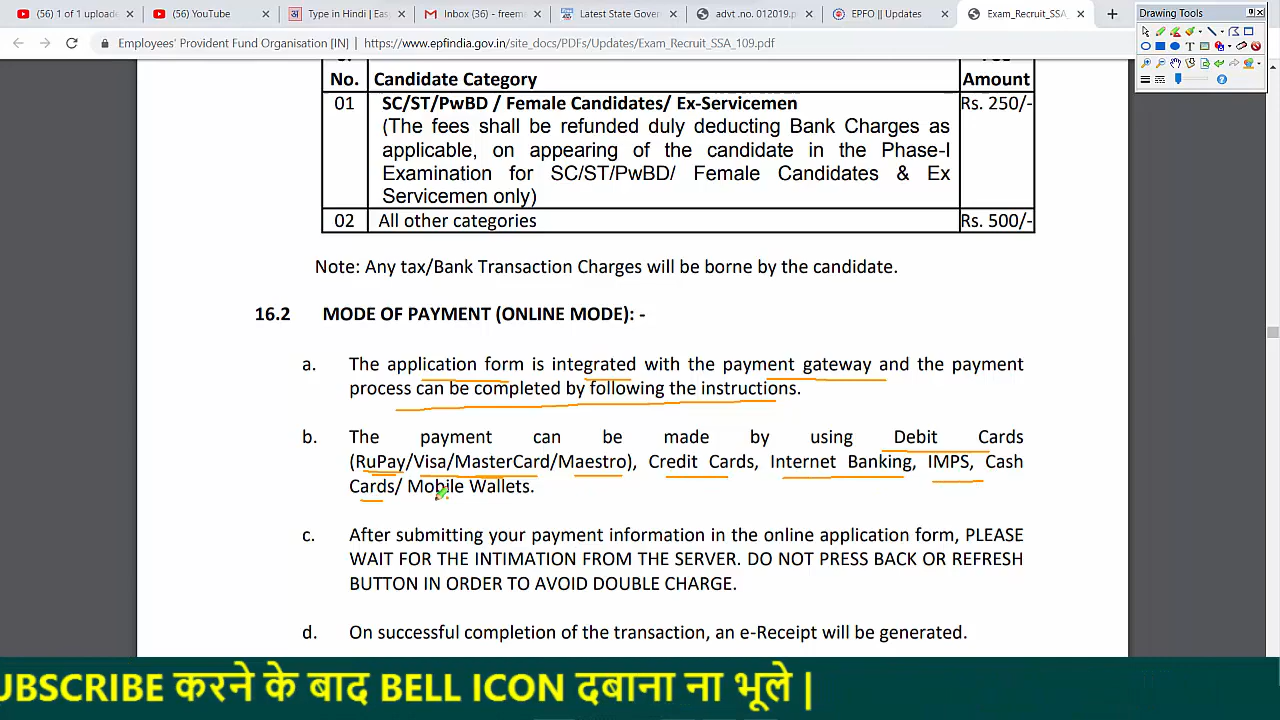 (56) 1 of 1 uploade
(56) YouTube
Type in Hindi | Eas
Inbox (36) - freem
Latest State Gover
advt .no. 012019.p
EPFO || Updates
Exam_Recruit_SSA
Drawing Tools
Employees' Provident Fund Organisation [IN] | https://www.epfindia.gov.in/site_docs/PDFs/Updates/Exam_Recruit_SSA_109.pdf
No. Candidate Category Amount
01 SC/ST/PwBD / Female Candidates/ Ex-Servicemen Rs. 250/-
(The fees shall be refunded duly deducting Bank Charges as
applicable, on appearing of the candidate in the Phase-I
Examination for SC/ST/PwBD/ Female Candidates & Ex
Servicemen only)
02 All other categories Rs. 500/-
Note: Any tax/Bank Transaction Charges will be borne by the candidate.
16.2 MODE OF PAYMENT (ONLINE MODE): -
a. The application form is integrated with the payment gateway and the payment
process can be completed by following the instructions.
b. The payment can be made by using Debit Cards
(RuPay/Visa/MasterCard/Maestro), Credit Cards, Internet Banking, IMPS, Cash
Cards/ Mobile Wallets.
c. After submitting your payment information in the online application form, PLEASE
WAIT FOR THE INTIMATION FROM THE SERVER. DO NOT PRESS BACK OR REFRESH
BUTTON IN ORDER TO AVOID DOUBLE CHARGE.
d. On successful completion of the transaction, an e-Receipt will be generated.
UBSCRIBE करने के बाद BELL ICON दबाना ना भूले |